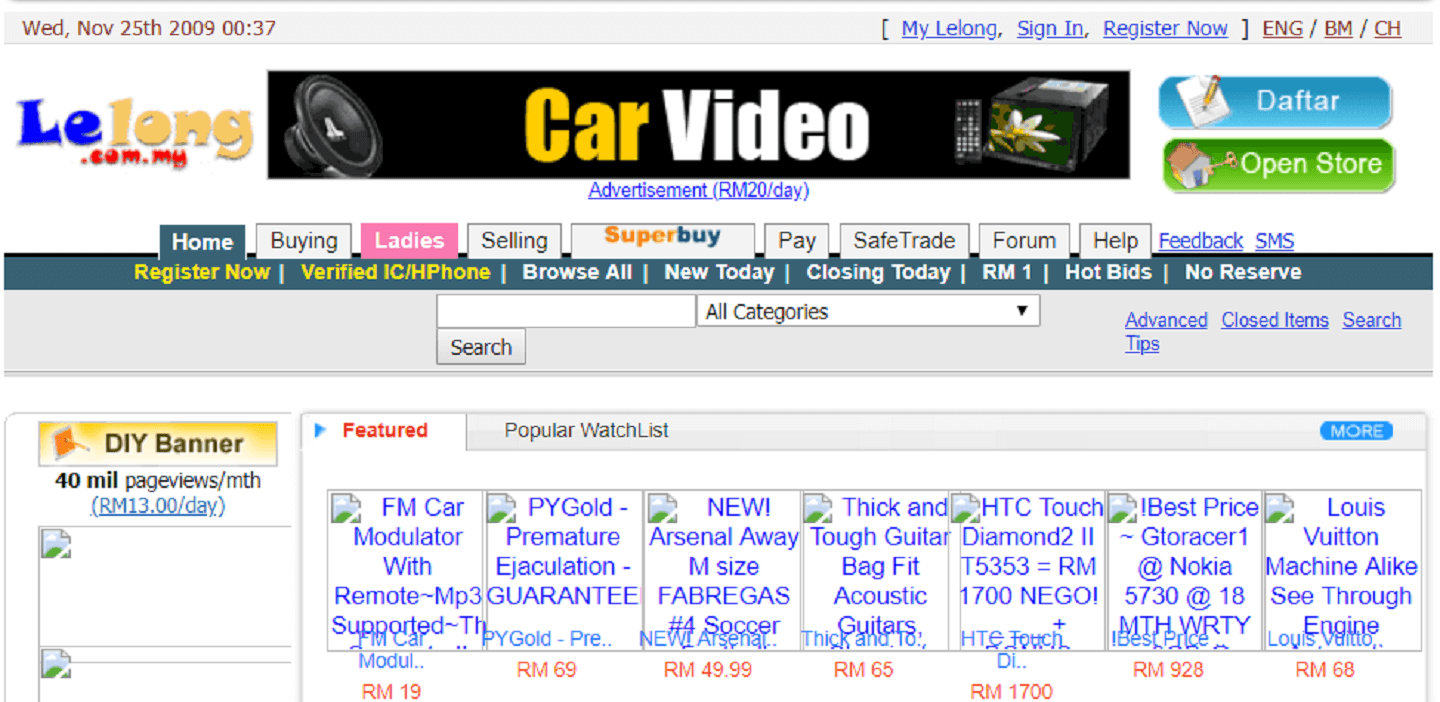 Wed, Nov 25th 2009 00:37
[ My Lelong, Sign In, Register Now ] ENG / BM / CH
Lelong
.com.my
Car Video
Daftar
Open Store
Advertisement (RM20/day)
Home Buying Ladies Selling Superbuy Pay SafeTrade Forum Help Feedback SMS
Register Now | Verified IC/HPhone | Browse All | New Today | Closing Today | RM 1 | Hot Bids | No Reserve
All Categories
Search
Advanced Closed Items Search
Tips
DIY Banner
40 mil pageviews/mth
(RM13.00/day)
Featured
Popular WatchList
MORE
FM Car
Modulator
With
Remote~Mp3
Supported~Th
FM Car
Modul..
RM 19
PYGold -
Premature
Ejaculation -
GUARANTEE
PYGold - Pre..
RM 69
NEW!
Arsenal Away
M size
FABREGAS
#4 Soccer
NEW! Arsenal..
RM 49.99
Thick and
Tough Guitar
Bag Fit
Acoustic
Guitars,
Thick and To..
RM 65
HTC Touch
Diamond2 II
T5353 = RM
1700 NEGO!
+
HTC Touch
Di..
RM 1700
!Best Price
~ Gtoracer1
@ Nokia
5730 @ 18
MTH WRTY
!Best Price
RM 928
Louis
Vuitton
Machine Alike
See Through
Engine
Louis Vuitto..
RM 68